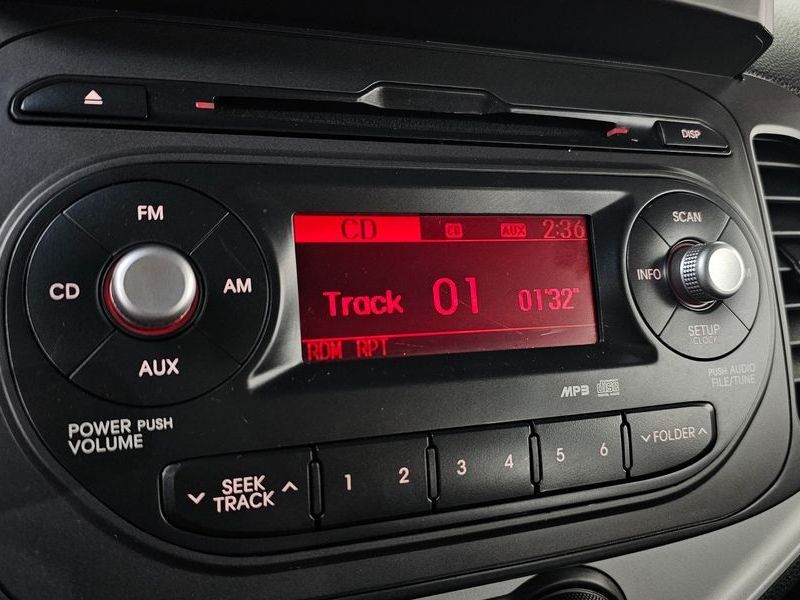 DISP
FM
CD
AM
AUX
POWER PUSH
VOLUME
CD CD AUX 2:36
Track 01 01'32"
RDM RPT
SCAN
INFO
SETUP
CLOCK
PUSH AUDIO
FILE/TUNE
MP3 disc
SEEK
TRACK
1 2 3 4 5 6
FOLDER